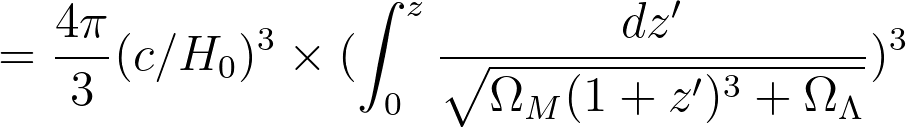 = \frac{4\pi}{3}(c/H_0)^3 \times (\int_0^z \frac{dz'}{\sqrt{\Omega_M(1+z')^3 + \Omega_\Lambda}})^3